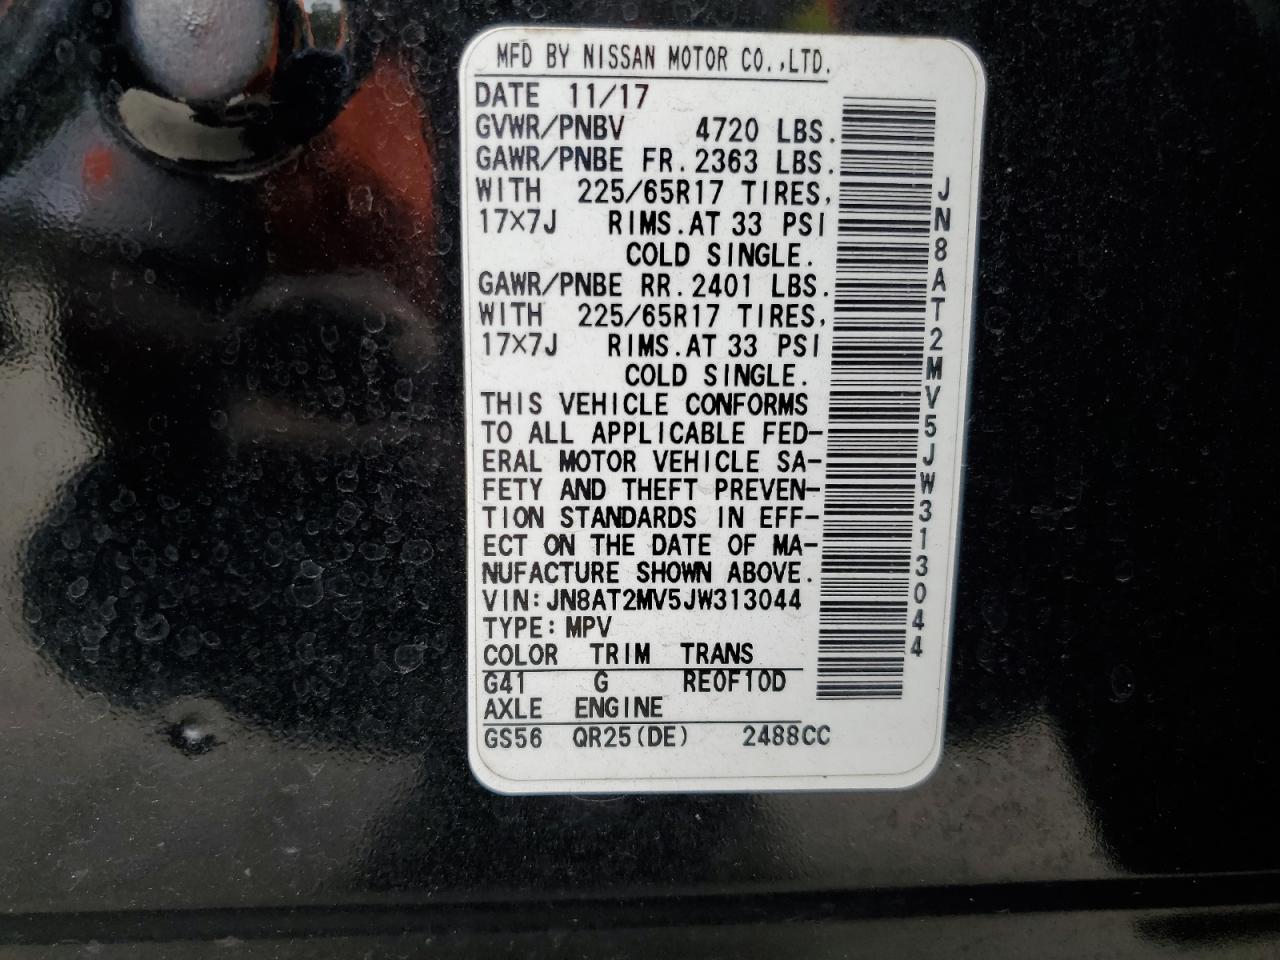 MFD BY NISSAN MOTOR CO.,LTD.
DATE 11/17
GVWR/PNBV 4720 LBS.
GAWR/PNBE FR.2363 LBS.
WITH 225/65R17 TIRES,
17×7J RIMS.AT 33 PSI
COLD SINGLE.
GAWR/PNBE RR.2401 LBS.
WITH 225/65R17 TIRES,
17×7J RIMS.AT 33 PSI
COLD SINGLE.
THIS VEHICLE CONFORMS
TO ALL APPLICABLE FED-
ERAL MOTOR VEHICLE SA-
FETY AND THEFT PREVEN-
TION STANDARDS IN EFF-
ECT ON THE DATE OF MA-
NUFACTURE SHOWN ABOVE.
VIN:JN8AT2MV5JW313044
TYPE:MPV
COLOR TRIM TRANS
G41 G RE0F10D
AXLE ENGINE
GS56 QR25(DE) 2488CC
JN8AT2MV5JW313044